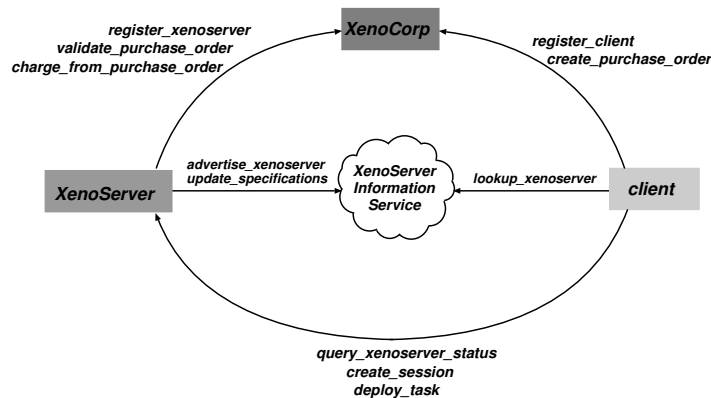 XenoCorp
register_xenoserver
validate_purchase_order
charge_from_purchase_order
register_client
create_purchase_order
XenoServer
advertise_xenoserver
update_specifications
XenoServer
Information
Service
lookup_xenoserver
client
query_xenoserver_status
create_session
deploy_task